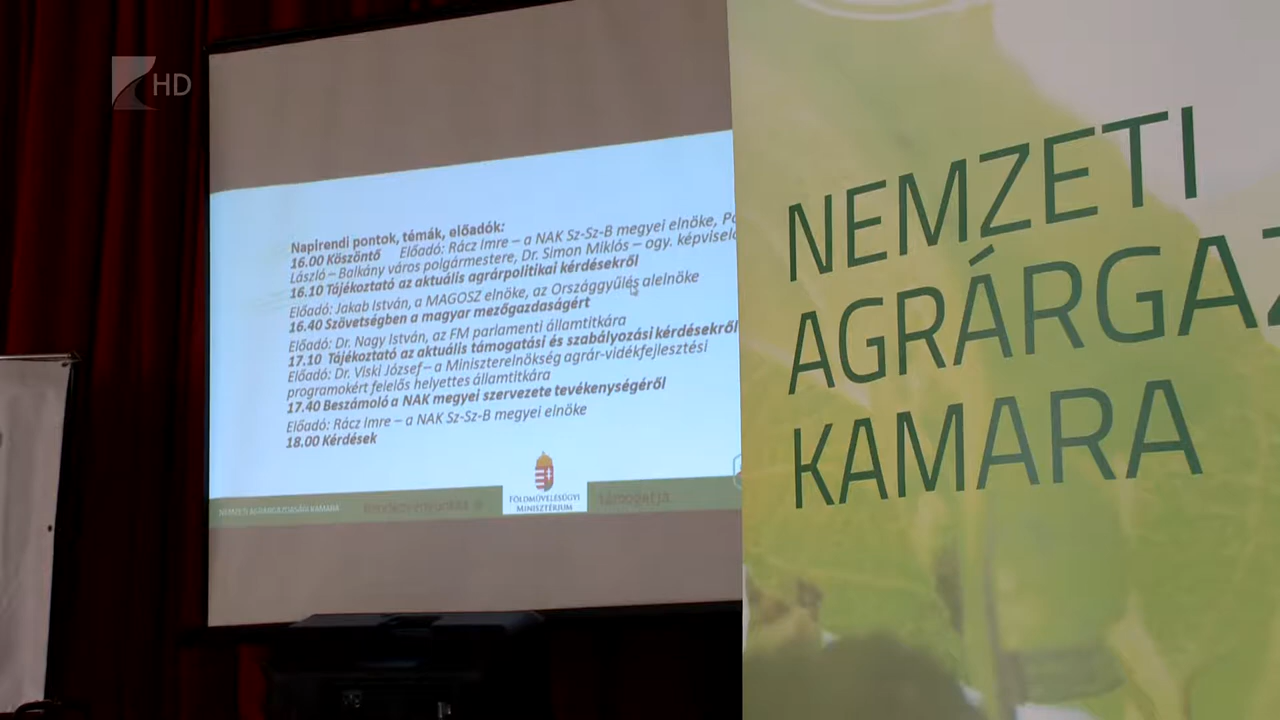 HD
Napirendi pontok, témák, előadók:
16.00 Köszöntő Előadó: Rácz Imre – a NAK Sz-Sz-B megyei elnöke,
László – Balkány város polgármestere, Dr. Simon Miklós – ogy.
16.10 Tájékoztató az aktuális agrárpolitikai kérdésekről
Előadó: Jakab István, a MAGOSZ elnöke, az Országgyűlés alelnöke
16.40 Szövetségben a magyar mezőgazdaságért
Előadó: Dr. Nagy István, az FM parlamenti államtitkára
17.10 Tájékoztató az aktuális támogatási és szabályozási kérdésekről
Előadó: Dr. Viski József – a Miniszterelnökség agrár-vidékfejlesztési
programokért felelős helyettes államtitkára
17.40 Beszámoló a NAK megyei szervezete tevékenységéről
Előadó: Rácz Imre – a NAK Sz-Sz-B megyei elnöke
18.00 Kérdések
NEMZETI AGRÁRGAZDASÁGI KAMARA
FÖLDMŰVELÉSÜGYI
MINISZTÉRIUM
támogatja.
NEMZETI
AGRÁRGAZ
KAMARA